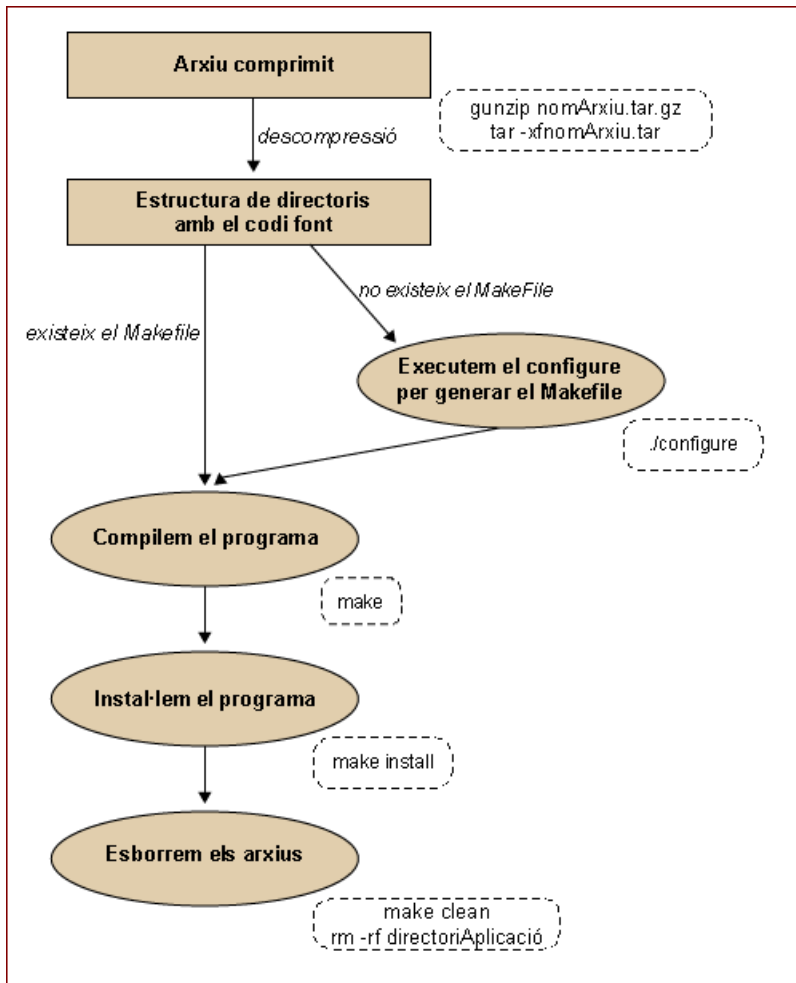 Arxiu comprimit
gunzip nomArxiu.tar.gz
tar -xfnomArxiu.tar
descompressió
Estructura de directoris
amb el codi font
no existeix el MakeFile
existeix el Makefile
Executem el configure
per generar el Makefile
./configure
Compilem el programa
make
Instal·lem el programa
make install
Esborrem els arxius
make clean
rm -rf directoriAplicació